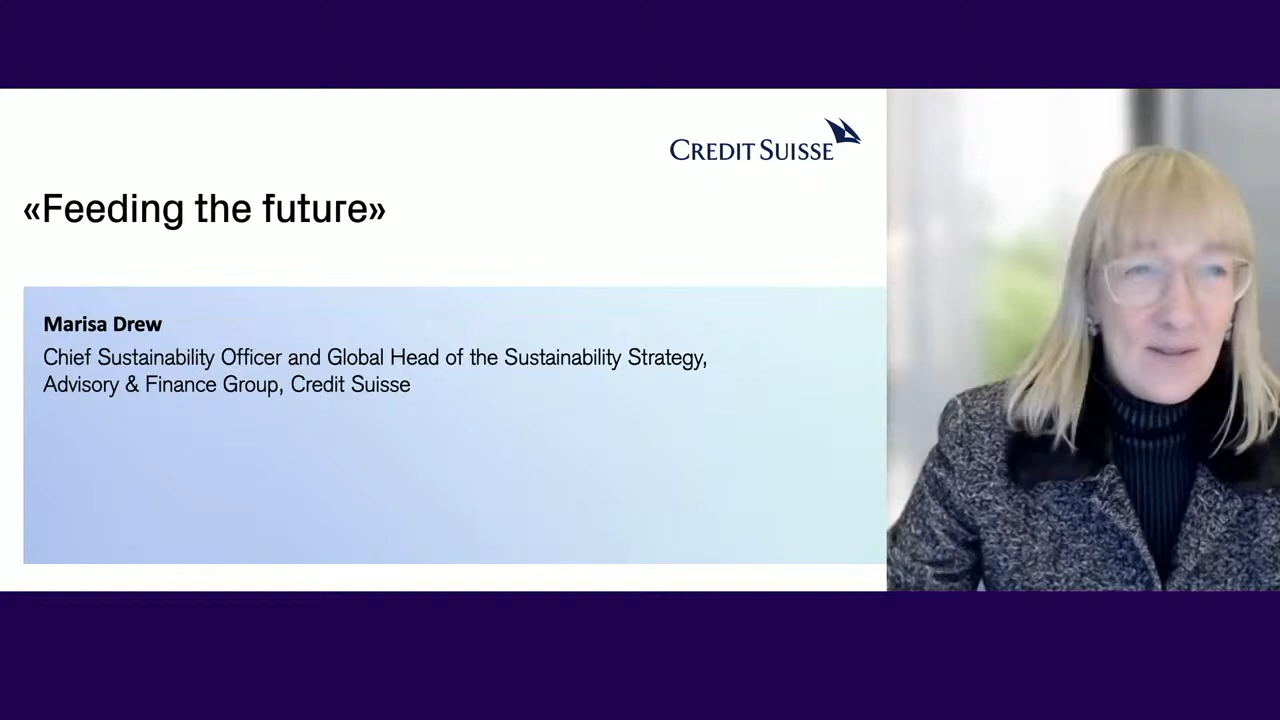 CREDIT SUISSE
«Feeding the future»
Marisa Drew
Chief Sustainability Officer and Global Head of the Sustainability Strategy,
Advisory & Finance Group, Credit Suisse